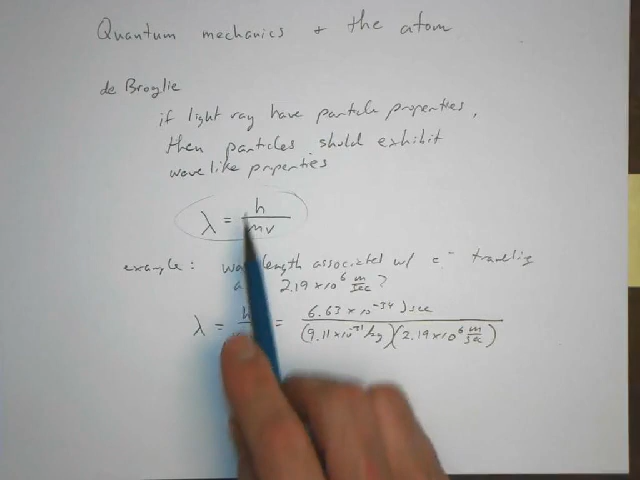 Quantum mechanics + the atom
de Broglie
if light ray have particle properties,
then particles should exhibit
wave like properties
λ = h / mv
example: wavelength associated w/ e⁻ traveling
2.19 × 10⁶ m/sec ?
λ = h = 6.63 × 10⁻³⁴ J sec / (9.11 × 10⁻³¹ kg)(2.19 × 10⁶ m/sec)